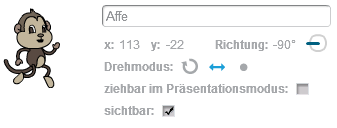 Affe
x: 113 y: -22 Richtung: -90°
Drehmodus:
ziehbar im Präsentationsmodus:
sichtbar: